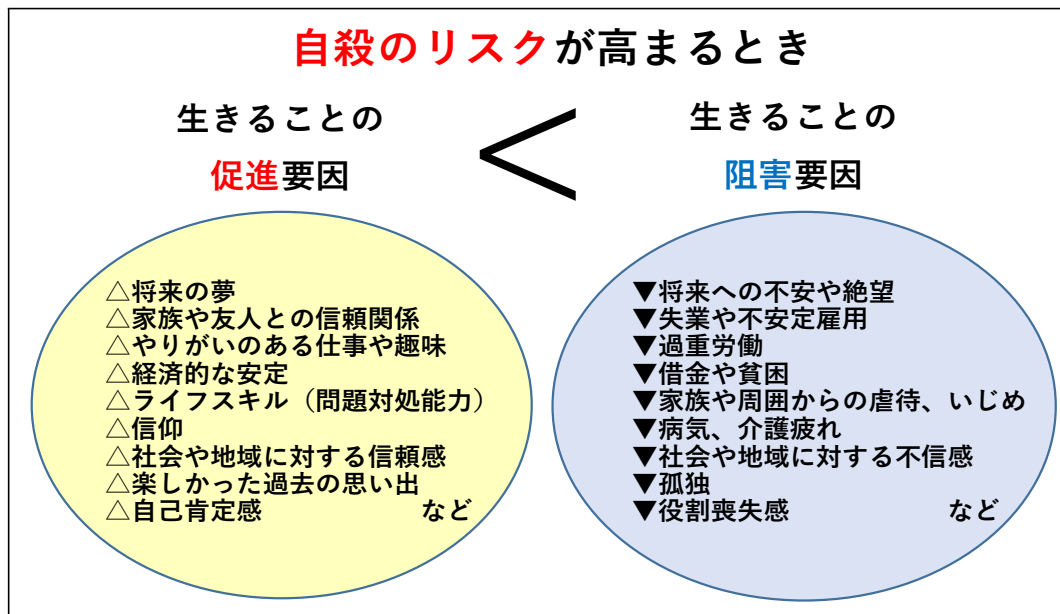 自殺のリスクが高まるとき
生きることの
促進要因
<
生きることの
阻害要因
△将来の夢
△家族や友人との信頼関係
△やりがいのある仕事や趣味
△経済的な安定
△ライフスキル（問題対処能力）
△信仰
△社会や地域に対する信頼感
△楽しかった過去の思い出
△自己肯定感 など
▼将来への不安や絶望
▼失業や不安定雇用
▼過重労働
▼借金や貧困
▼家族や周囲からの虐待、いじめ
▼病気、介護疲れ
▼社会や地域に対する不信感
▼孤独
▼役割喪失感 など